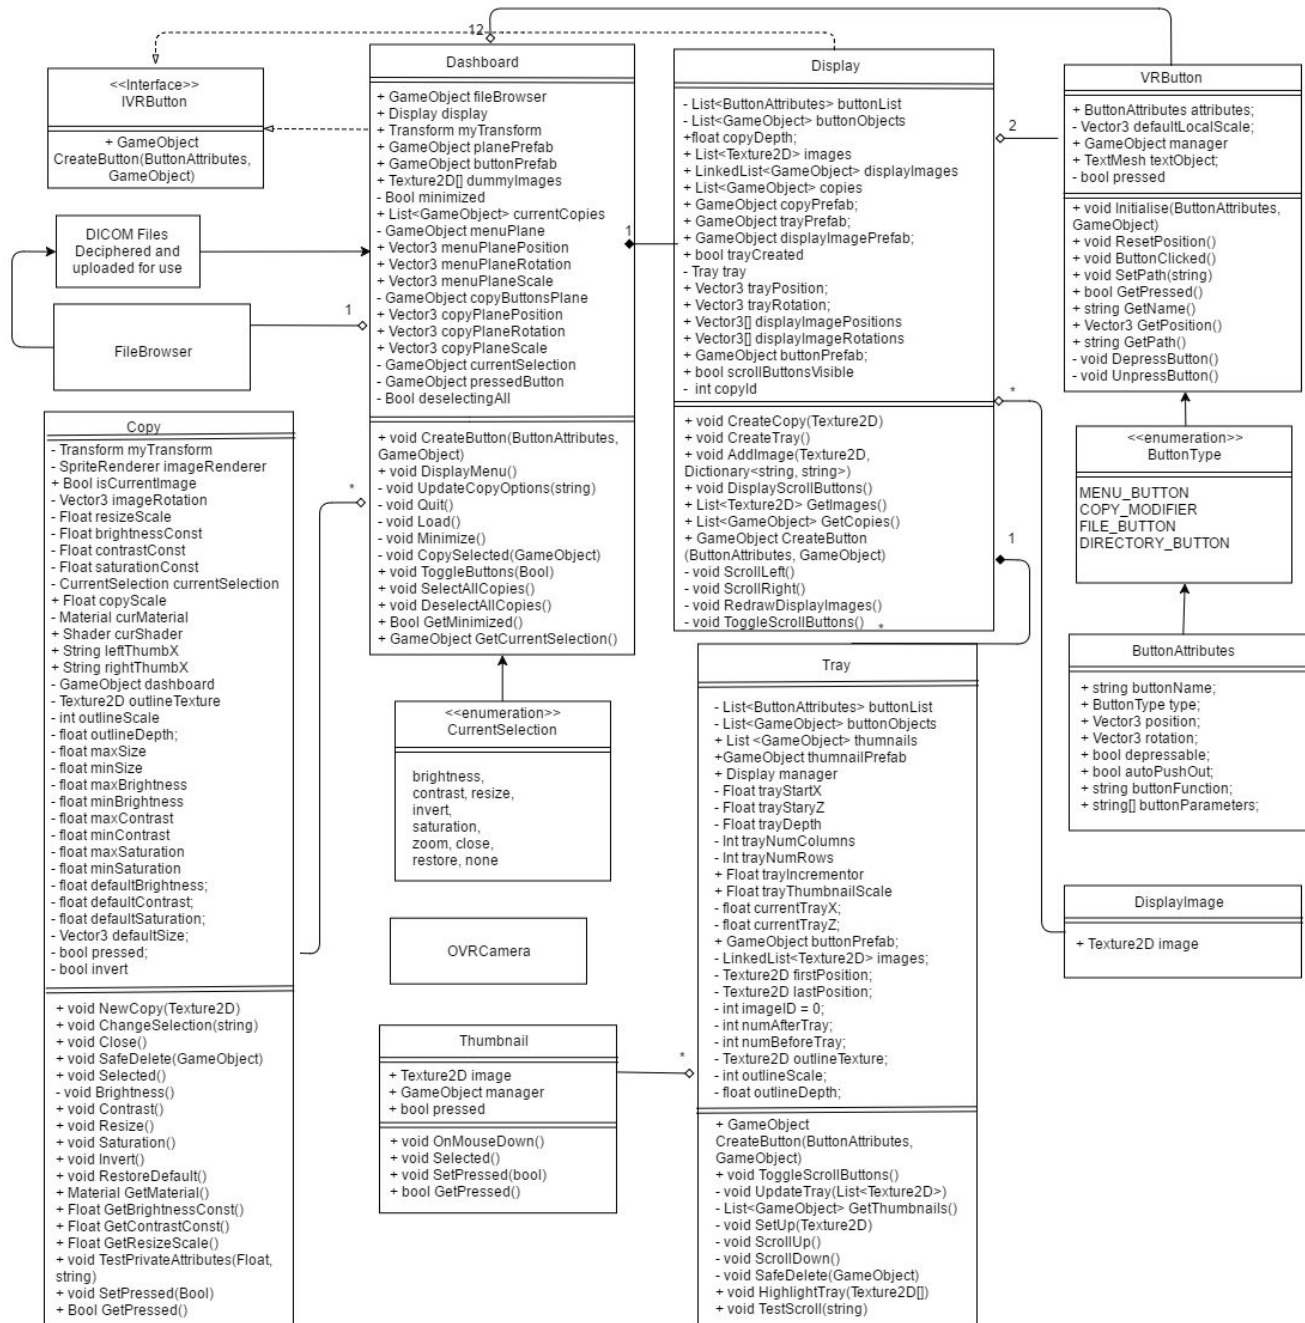 12
<<Interface>>
IVRButton
+ GameObject
CreateButton(ButtonAttributes,
GameObject)
DICOM Files
Deciphered and
uploaded for use
FileBrowser
1
Dashboard
+ GameObject fileBrowser
+ Display display
+ Transform myTransform
+ GameObject planePrefab
+ GameObject buttonPrefab
+ Texture2D[] dummyImages
- Bool minimized
+ List<GameObject> currentCopies
- GameObject menuPlane
+ Vector3 menuPlanePosition
+ Vector3 menuPlaneRotation
+ Vector3 menuPlaneScale
- GameObject copyButtonsPlane
+ Vector3 copyPlanePosition
+ Vector3 copyPlaneRotation
+ Vector3 copyPlaneScale
- GameObject currentSelection
- GameObject pressedButton
- Bool deselectingAll
+ void CreateButton(ButtonAttributes,
GameObject)
+ void DisplayMenu()
- void UpdateCopyOptions(string)
- void Quit()
- void Load()
- void Minimize()
- void CopySelected(GameObject)
+ void ToggleButtons(Bool)
+ void SelectAllCopies()
+ void DeselectAllCopies()
+ Bool GetMinimized()
+ GameObject GetCurrentSelection()
1
Display
- List<ButtonAttributes> buttonList
- List<GameObject> buttonObjects
+float copyDepth;
+ List<Texture2D> images
+ LinkedList<GameObject> displayImages
+ List<GameObject> copies
+ GameObject copyPrefab;
+ GameObject trayPrefab;
+ GameObject displayImagePrefab;
+ bool trayCreated
- Tray tray
+ Vector3 trayPosition;
+ Vector3 trayRotation;
+ Vector3[] displayImagePositions
+ Vector3[] displayImageRotations
+ GameObject buttonPrefab;
+ bool scrollButtonsVisible
- int copyId
+ void CreateCopy(Texture2D)
+ void CreateTray()
+ void AddImage(Texture2D,
Dictionary<string, string>)
+ void DisplayScrollButtons()
+ List<Texture2D> GetImages()
+ List<GameObject> GetCopies()
+ GameObject CreateButton
(ButtonAttributes, GameObject)
- void ScrollLeft()
- void ScrollRight()
- void RedrawDisplayImages()
- void ToggleScrollButtons()
*
2
*
1
VRButton
+ ButtonAttributes attributes;
- Vector3 defaultLocalScale;
+ GameObject manager
+ TextMesh textObject;
- bool pressed
+ void Initialise(ButtonAttributes,
GameObject)
+ void ResetPosition()
+ void ButtonClicked()
+ void SetPath(string)
+ bool GetPressed()
+ string GetName()
+ Vector3 GetPosition()
+ string GetPath()
- void DepressButton()
- void UnpressButton()
<<enumeration>>
ButtonType
MENU_BUTTON
COPY_MODIFIER
FILE_BUTTON
DIRECTORY_BUTTON
ButtonAttributes
+ string buttonName;
+ ButtonType type;
+ Vector3 position;
+ Vector3 rotation;
+ bool depressable;
+ bool autoPushOut;
+ string buttonFunction;
+ string[] buttonParameters;
DisplayImage
+ Texture2D image
Copy
- Transform myTransform
- SpriteRenderer imageRenderer
+ Bool isCurrentImage
- Vector3 imageRotation
- Float resizeScale
- Float brightnessConst
- Float contrastConst
- Float saturationConst
- CurrentSelection currentSelection
+ Float copyScale
- Material curMaterial
+ Shader curShader
+ String leftThumbX
+ String rightThumbX
- GameObject dashboard
- Texture2D outlineTexture
- int outlineScale
- float outlineDepth;
- float maxSize
- float minSize
- float maxBrightness
- float minBrightness
- float maxContrast
- float minContrast
- float maxSaturation
- float minSaturation
- float defaultBrightness;
- float defaultContrast;
- float defaultSaturation;
- Vector3 defaultSize;
- bool pressed;
- bool invert
+ void NewCopy(Texture2D)
+ void ChangeSelection(string)
+ void Close()
+ void SafeDelete(GameObject)
+ void Selected()
- void Brightness()
+ void Contrast()
+ void Resize()
+ void Saturation()
+ void Invert()
+ void RestoreDefault()
+ Material GetMaterial()
+ Float GetBrightnessConst()
+ Float GetContrastConst()
+ Float GetResizeScale()
+ void TestPrivateAttributes(Float,
string)
+ void SetPressed(Bool)
+ Bool GetPressed()
*
<<enumeration>>
CurrentSelection
brightness,
contrast, resize,
invert,
saturation,
zoom, close,
restore, none
OVRCamera
Thumbnail
+ Texture2D image
+ GameObject manager
+ bool pressed
+ void OnMouseDown()
+ void Selected()
+ void SetPressed(bool)
+ bool GetPressed()
*
Tray
- List<ButtonAttributes> buttonList
- List<GameObject> buttonObjects
+ List <GameObject> thumnails
+GameObject thumnailPrefab
+ Display manager
- Float trayStartX
- Float trayStaryZ
- Float trayDepth
- Int trayNumColumns
- Int trayNumRows
+ Float trayIncrementor
+ Float trayThumbnailScale
- float currentTrayX;
- float currentTrayZ;
+ GameObject buttonPrefab;
- LinkedList<Texture2D> images;
- Texture2D firstPosition;
- Texture2D lastPosition;
- int imageID = 0;
- int numAfterTray;
- int numBeforeTray;
- Texture2D outlineTexture;
- int outlineScale;
- float outlineDepth;
+ GameObject
CreateButton(ButtonAttributes,
GameObject)
+ void ToggleScrollButtons()
- void UpdateTray(List<Texture2D>)
- List<GameObject> GetThumbnails()
- void SetUp(Texture2D)
- void ScrollUp()
- void ScrollDown()
- void SafeDelete(GameObject)
+ void HighlightTray(Texture2D[])
+ void TestScroll(string)